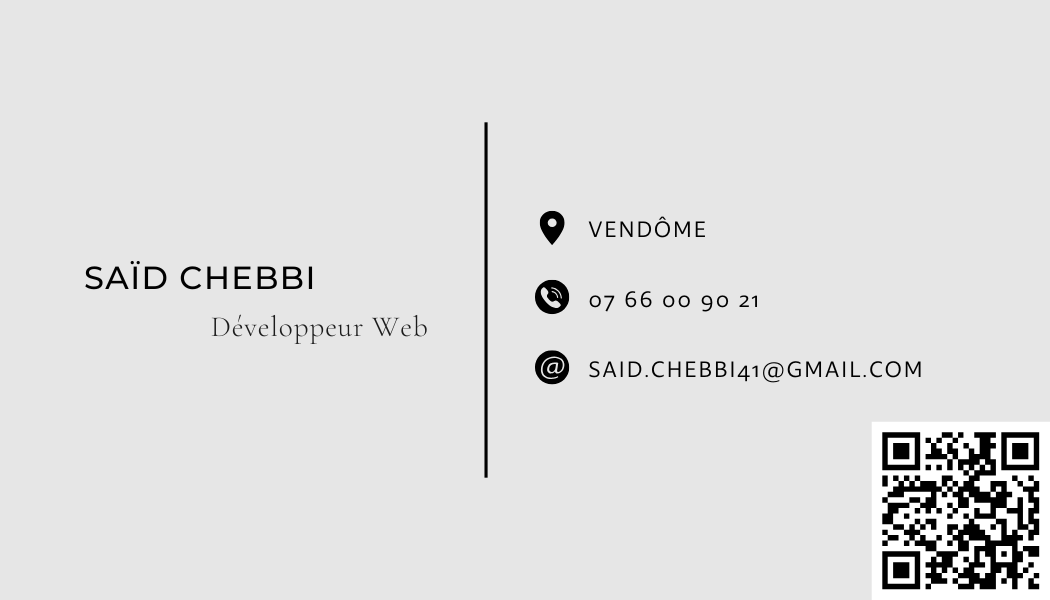 SAÏD CHEBBI
Développeur Web
VENDÔME
07 66 00 90 21
SAID.CHEBBI41@GMAIL.COM